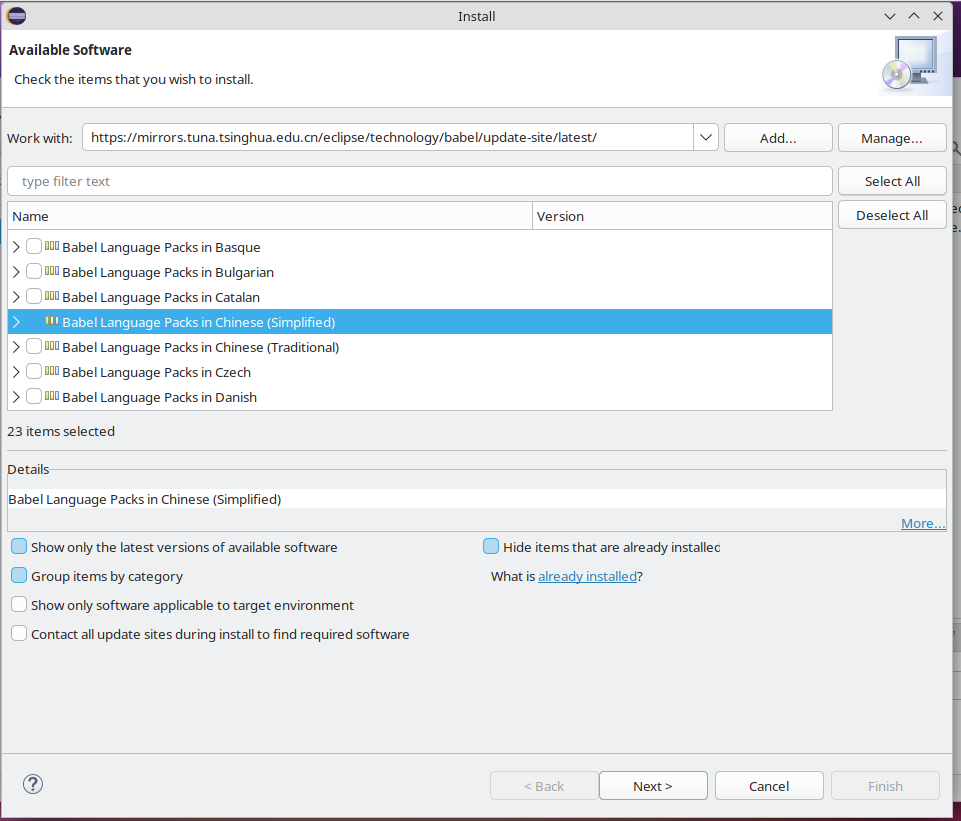 Install
Available Software
Check the items that you wish to install.
Work with: https://mirrors.tuna.tsinghua.edu.cn/eclipse/technology/babel/update-site/latest/ Add... Manage...
type filter text Select All
Name Version Deselect All
Babel Language Packs in Basque
Babel Language Packs in Bulgarian
Babel Language Packs in Catalan
Babel Language Packs in Chinese (Simplified)
Babel Language Packs in Chinese (Traditional)
Babel Language Packs in Czech
Babel Language Packs in Danish
23 items selected
Details
Babel Language Packs in Chinese (Simplified)
More...
Show only the latest versions of available software Hide items that are already installed
Group items by category What is already installed?
Show only software applicable to target environment
Contact all update sites during install to find required software
? < Back Next > Cancel Finish